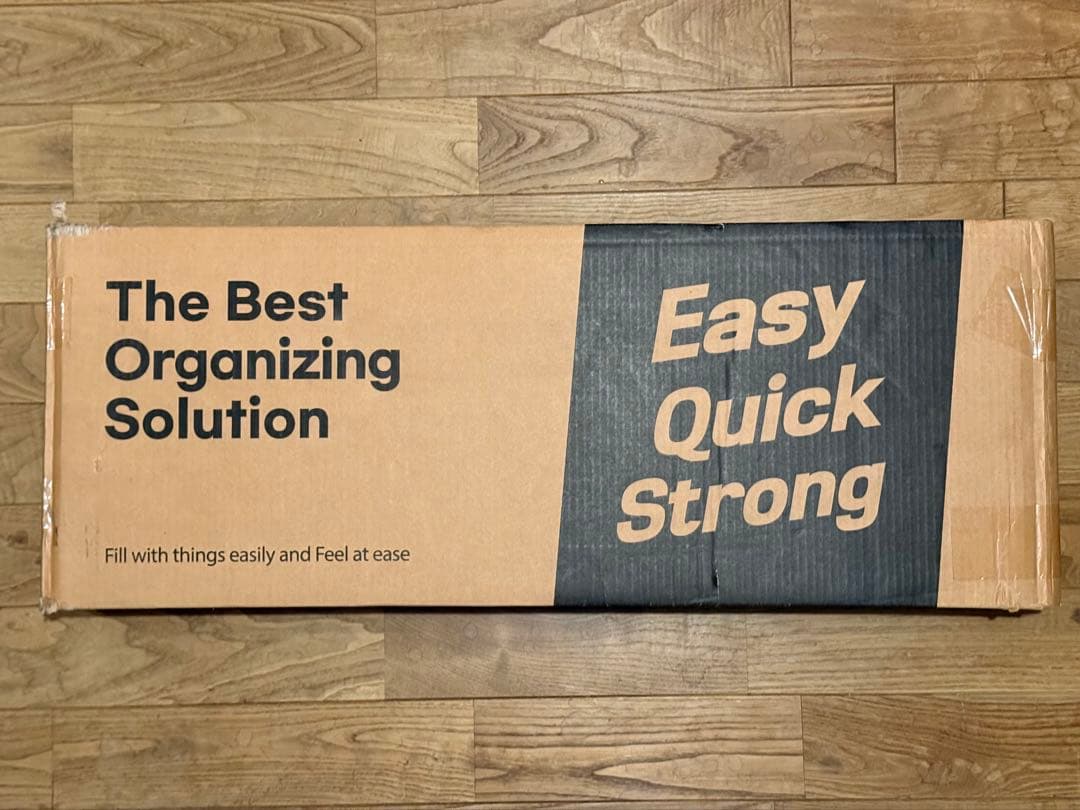 The Best
Organizing
Solution
Fill with things easily and Feel at ease
Easy
Quick
Strong